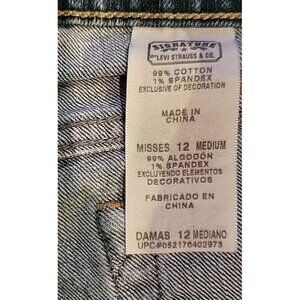 SIGNATURE
BY LEVI STRAUSS & CO.
99% COTTON
1% SPANDEX
EXCLUSIVE OF DECORATION
MADE IN
CHINA
MISSES 12 MEDIUM
99% ALGODÓN
1% SPANDEX
EXCLUYENDO ELEMENTOS
DECORATIVOS
FABRICADO EN
CHINA
DAMAS 12 MEDIANO
UPC#052176402973